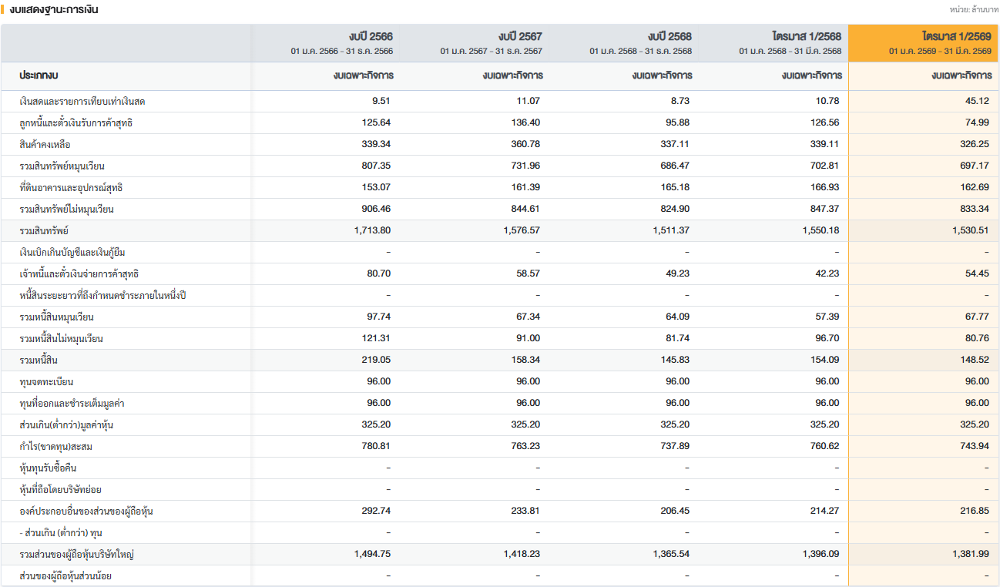 งบแสดงฐานะการเงิน หน่วย: ล้านบาท
งบปี 2566 งบปี 2567 งบปี 2568 ไตรมาส 1/2568 ไตรมาส 1/2569
01 ม.ค. 2566 - 31 ธ.ค. 2566 01 ม.ค. 2567 - 31 ธ.ค. 2567 01 ม.ค. 2568 - 31 ธ.ค. 2568 01 ม.ค. 2568 - 31 มี.ค. 2568 01 ม.ค. 2569 - 31 มี.ค. 2569
ประเภทงบ งบเฉพาะกิจการ งบเฉพาะกิจการ งบเฉพาะกิจการ งบเฉพาะกิจการ งบเฉพาะกิจการ
เงินสดและรายการเทียบเท่าเงินสด 9.51 11.07 8.73 10.78 45.12
ลูกหนี้และตั๋วเงินรับการค้าสุทธิ 125.64 136.40 95.88 126.56 74.99
สินค้าคงเหลือ 339.34 360.78 337.11 339.11 326.25
รวมสินทรัพย์หมุนเวียน 807.35 731.96 686.47 702.81 697.17
ที่ดินอาคารและอุปกรณ์สุทธิ 153.07 161.39 165.18 166.93 162.69
รวมสินทรัพย์ไม่หมุนเวียน 906.46 844.61 824.90 847.37 833.34
รวมสินทรัพย์ 1,713.80 1,576.57 1,511.37 1,550.18 1,530.51
เงินเบิกเกินบัญชีและเงินกู้ยืม - - - - -
เจ้าหนี้และตั๋วเงินจ่ายการค้าสุทธิ 80.70 58.57 49.23 42.23 54.45
หนี้สินระยะยาวที่ถึงกำหนดชำระภายในหนึ่งปี - - - - -
รวมหนี้สินหมุนเวียน 97.74 67.34 64.09 57.39 67.77
รวมหนี้สินไม่หมุนเวียน 121.31 91.00 81.74 96.70 80.76
รวมหนี้สิน 219.05 158.34 145.83 154.09 148.52
ทุนจดทะเบียน 96.00 96.00 96.00 96.00 96.00
ทุนที่ออกและชำระเต็มมูลค่า 96.00 96.00 96.00 96.00 96.00
ส่วนเกิน(ต่ำกว่า)มูลค่าหุ้น 325.20 325.20 325.20 325.20 325.20
กำไร(ขาดทุน)สะสม 780.81 763.23 737.89 760.62 743.94
หุ้นทุนรับซื้อคืน - - - - -
หุ้นที่ถือโดยบริษัทย่อย - - - - -
องค์ประกอบอื่นของส่วนของผู้ถือหุ้น 292.74 233.81 206.45 214.27 216.85
- ส่วนเกิน (ต่ำกว่า) ทุน - - - - -
รวมส่วนของผู้ถือหุ้นบริษัทใหญ่ 1,494.75 1,418.23 1,365.54 1,396.09 1,381.99
ส่วนของผู้ถือหุ้นส่วนน้อย - - - - -